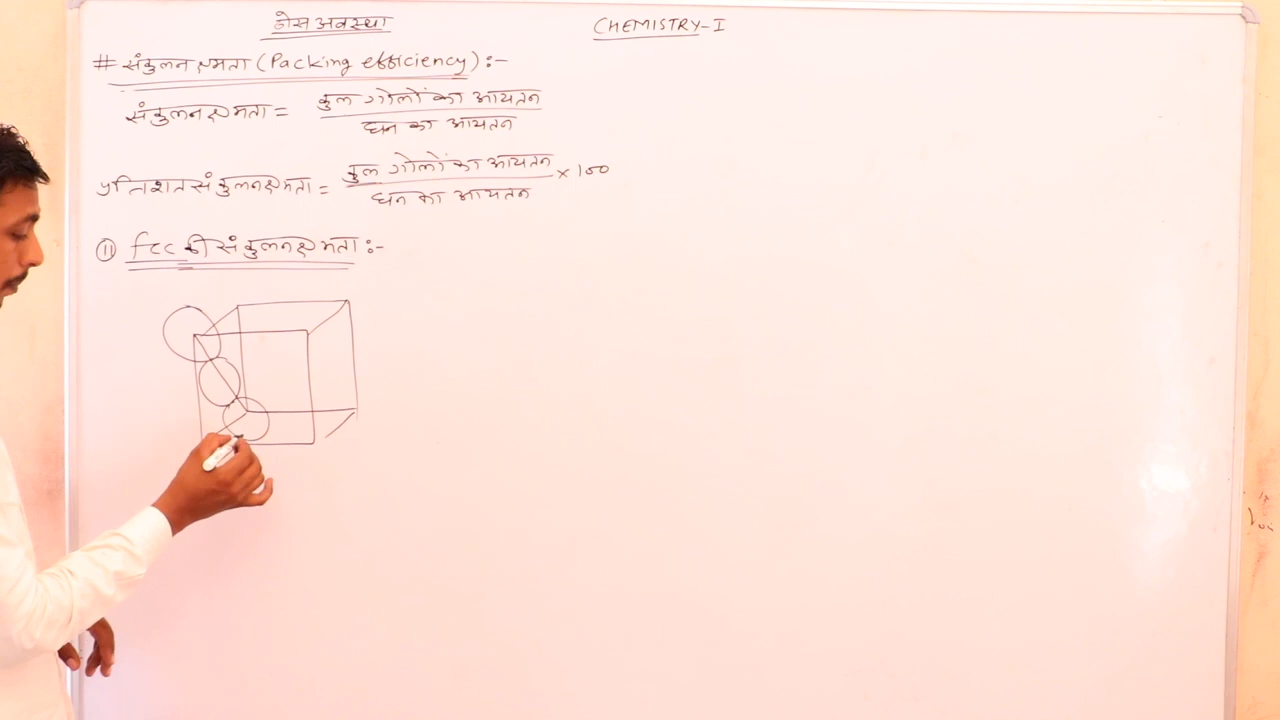 ठोस अवस्था
CHEMISTRY-I
# संकुलन क्षमता (Packing efficiency) :-
संकुलन क्षमता = कुल गोलों का आयतन
घन का आयतन
प्रतिशत संकुलन क्षमता = कुल गोलों का आयतन × 100
घन का आयतन
(ii) fcc की संकुलन क्षमता :-